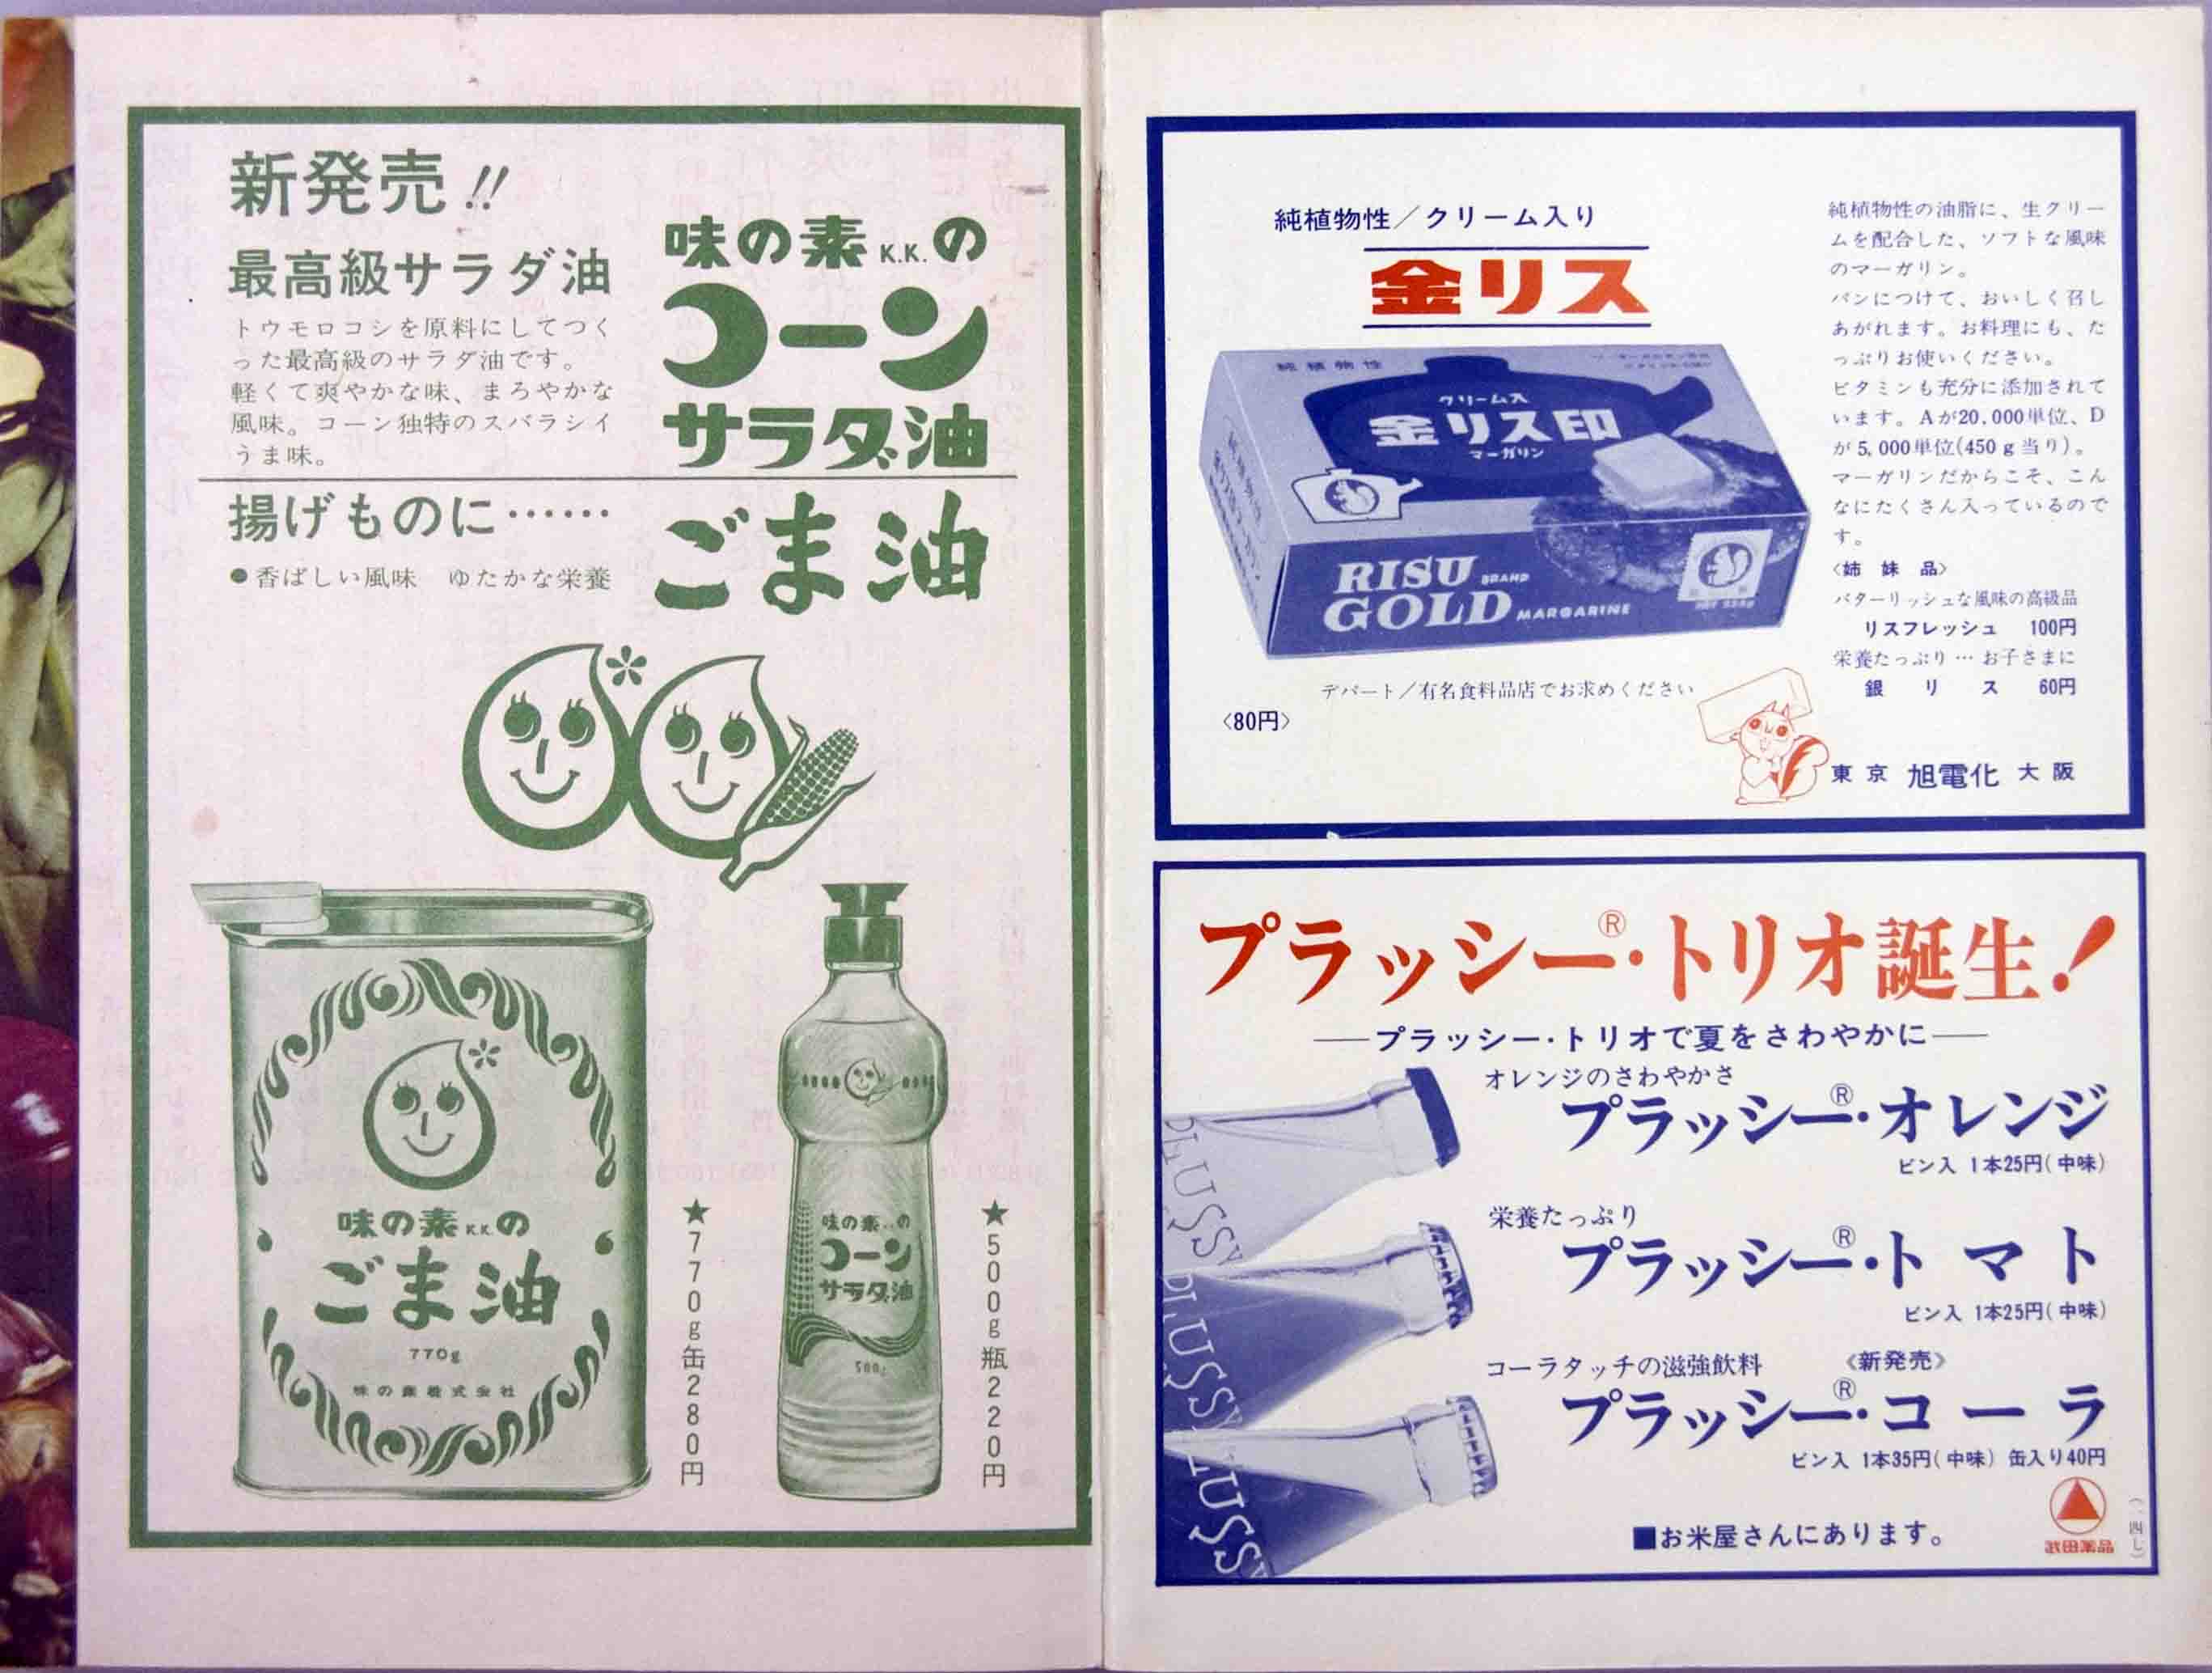 新発売!!
最高級サラダ油
トウモロコシを原料にしてつく
った最高級のサラダ油です。
軽くて爽やかな味、まろやかな
風味。コーン独特のスバラシイ
うま味。
味の素K.K.の
コーン
サラダ油
揚げものに……
●香ばしい風味 ゆたかな栄養
ごま油
味の素K.K.の
ごま油
770g
味の素株式会社
★770g缶280円
味の素K.K.の
コーン
サラダ油
500g
★500g瓶220円
純植物性/クリーム入り
金リス
純植物性
クリーム入
金リス印
マーガリン
RISU BRAND
GOLD MARGARINE
デパート/有名食料品店でお求めください
〈80円〉
純植物性の油脂に、生クリー
ムを配合した、ソフトな風味
のマーガリン。
パンにつけて、おいしく召し
あがれます。お料理にも、た
っぷりお使いください。
ビタミンも充分に添加されて
います。Aが20,000単位、D
が5,000単位(450g当り)。
マーガリンだからこそ、こん
なにたくさん入っているので
す。
〈姉妹品〉
バターリッシュな風味の高級品
リスフレッシュ 100円
栄養たっぷり…お子さまに
銀リス 60円
東京 旭電化 大阪
プラッシー®・トリオ誕生!
―プラッシー・トリオで夏をさわやかに―
オレンジのさわやかさ
プラッシー®・オレンジ
ビン入 1本25円(中味)
栄養たっぷり
プラッシー®・トマト
ビン入 1本25円(中味)
コーラタッチの滋強飲料 《新発売》
プラッシー®・コーラ
ビン入 1本35円(中味) 缶入り40円
PLUSSY
PLUSSY
PLUSSY
■お米屋さんにあります。
武田薬品